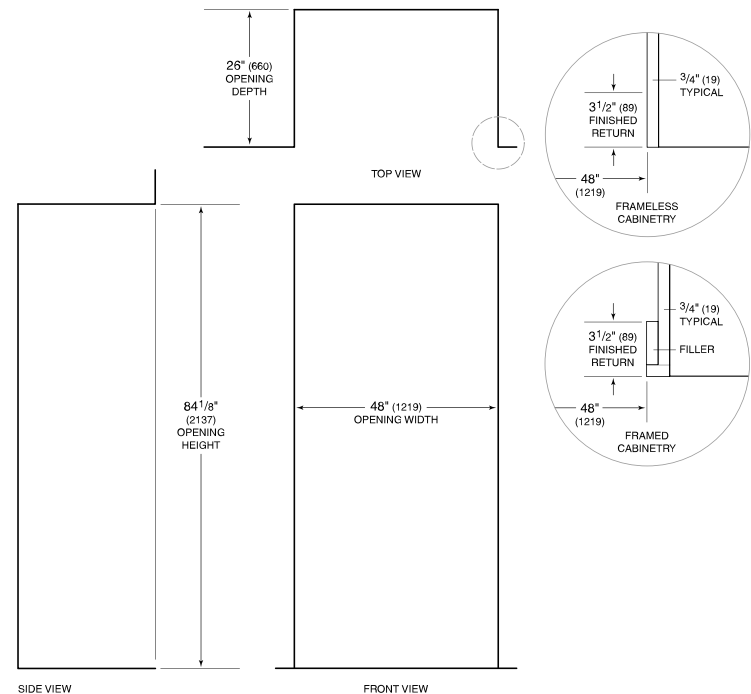 26" (660)
OPENING
DEPTH
TOP VIEW
3/4" (19)
TYPICAL
3 1/2" (89)
FINISHED
RETURN
48"
(1219)
FRAMELESS
CABINETRY
84 1/8"
(2137)
OPENING
HEIGHT
48" (1219)
OPENING WIDTH
3/4" (19)
TYPICAL
3 1/2" (89)
FINISHED
RETURN
FILLER
48"
(1219)
FRAMED
CABINETRY
SIDE VIEW
FRONT VIEW